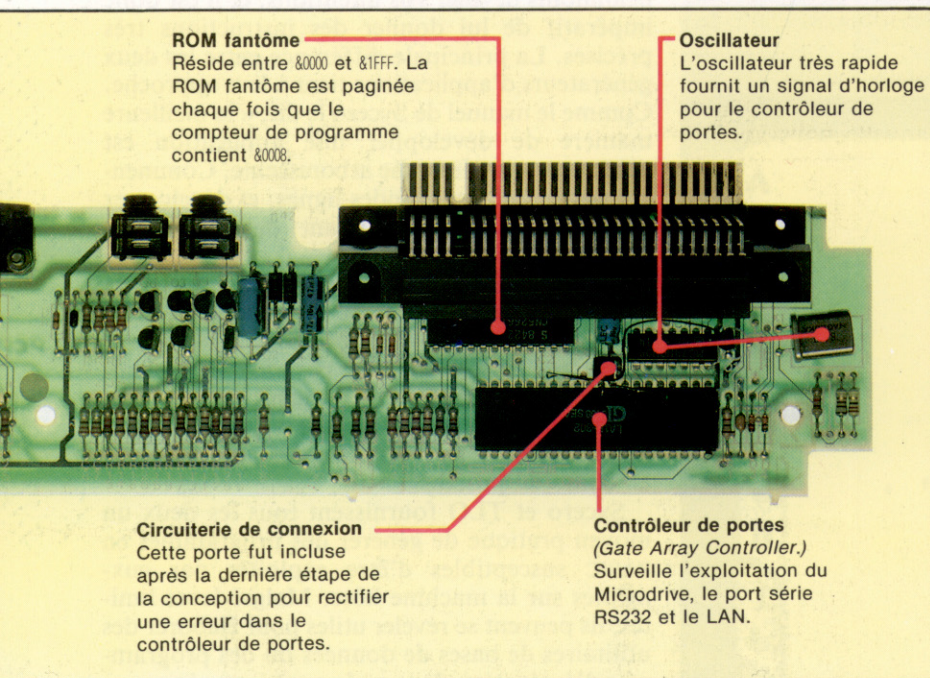 ROM fantôme
Réside entre &0000 et &1FFF. La
ROM fantôme est paginée
chaque fois que le
compteur de programme
contient &0008.
Oscillateur
L'oscillateur très rapide
fournit un signal d'horloge
pour le contrôleur de
portes.
Circuiterie de connexion
Cette porte fut incluse
après la dernière étape de
la conception pour rectifier
une erreur dans le
contrôleur de portes.
Contrôleur de portes
(Gate Array Controller.)
Surveille l'exploitation du
Microdrive, le port série
RS232 et le LAN.